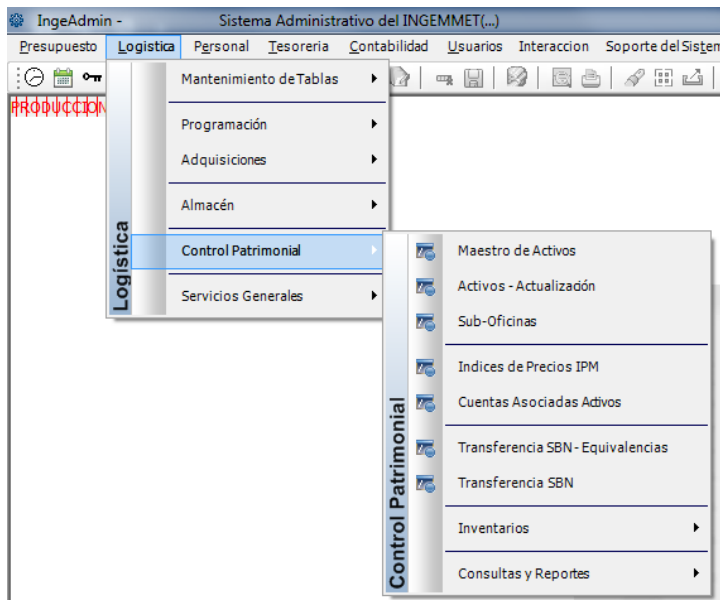 IngeAdmin - Sistema Administrativo del INGEMMET(...)
Presupuesto Logistica Personal Tesoreria Contabilidad Usuarios Interaccion Soporte del Sistem
PRODUCCION
Logística
Mantenimiento de Tablas
Programación
Adquisiciones
Almacén
Control Patrimonial
Servicios Generales
Control Patrimonial
Maestro de Activos
Activos - Actualización
Sub-Oficinas
Indices de Precios IPM
Cuentas Asociadas Activos
Transferencia SBN - Equivalencias
Transferencia SBN
Inventarios
Consultas y Reportes